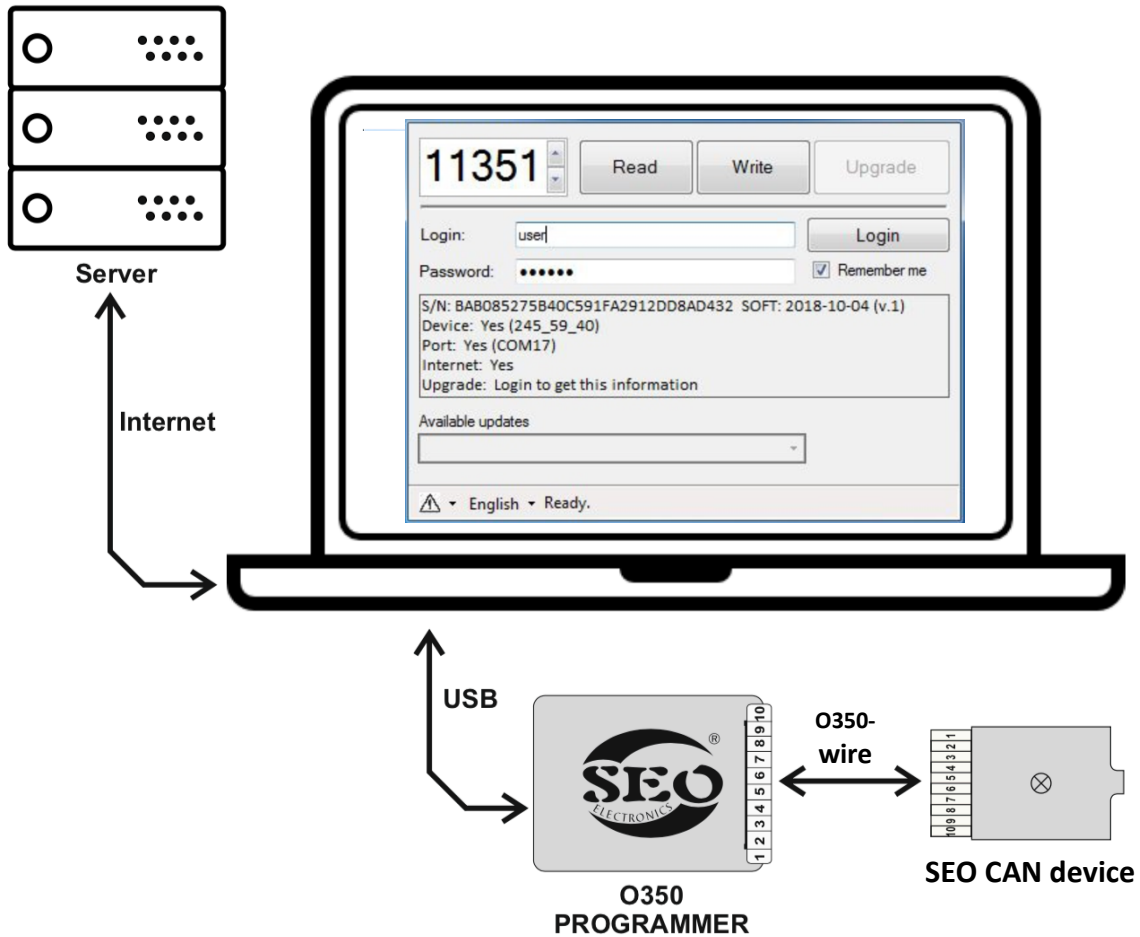 Server
Internet
11351 Read Write Upgrade
Login: user Login
Password: •••••• Remember me
S/N: BAB085275B40C591FA2912DD8AD432 SOFT: 2018-10-04 (v.1)
Device: Yes (245_59_40)
Port: Yes (COM17)
Internet: Yes
Upgrade: Login to get this information
Available updates
English Ready.
USB
SEO
ELECTRONICS
®
1 2 3 4 5 6 7 8 9 10
O350
PROGRAMMER
O350-
wire
10 9 8 7 6 5 4 3 2 1
SEO CAN device